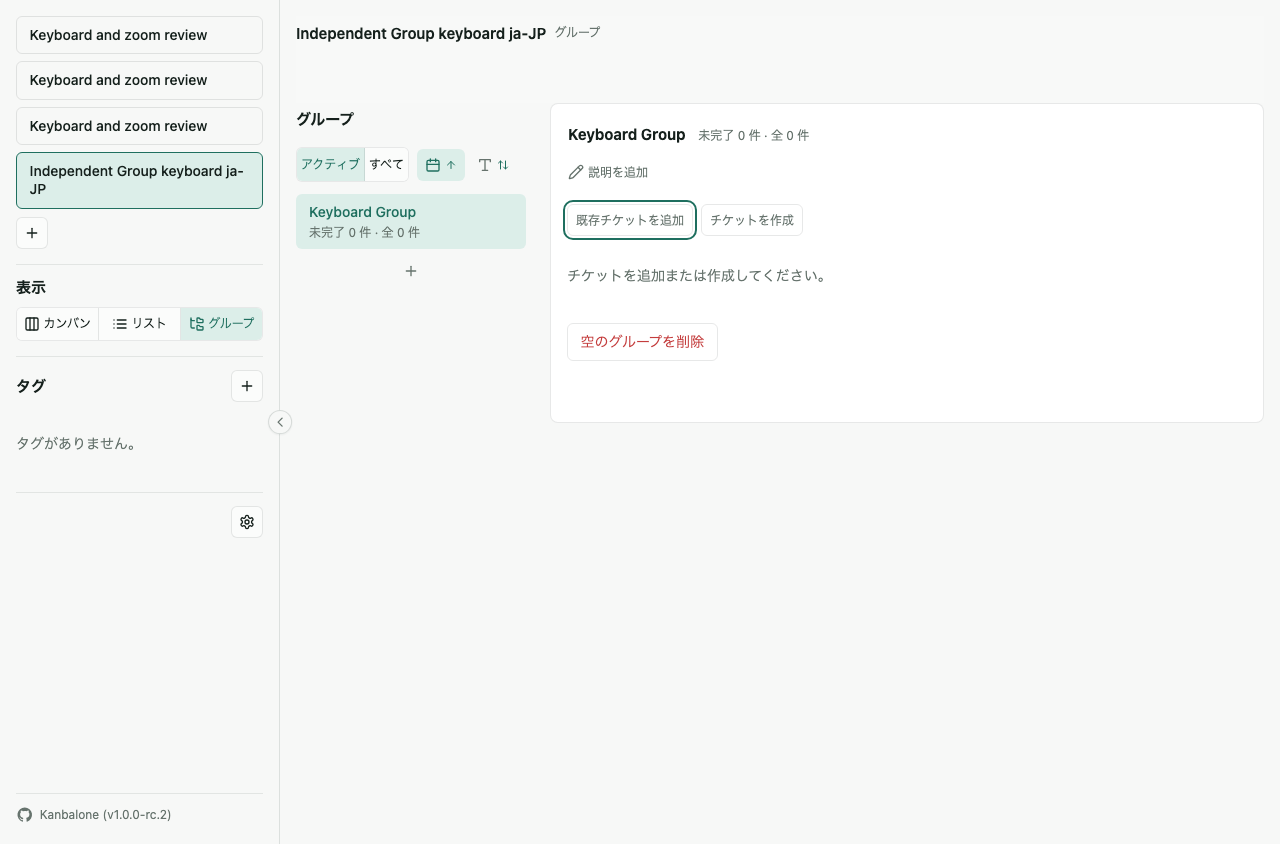 Keyboard and zoom review
Keyboard and zoom review
Keyboard and zoom review
Independent Group keyboard ja-
JP
表示
カンバン
リスト
グループ
タグ
タグがありません。
Kanbalone (v1.0.0-rc.2)
Independent Group keyboard ja-JP グループ
グループ
アクティブ すべて
Keyboard Group
未完了 0 件 · 全 0 件
Keyboard Group 未完了 0 件 · 全 0 件
説明を追加
既存チケットを追加 チケットを作成
チケットを追加または作成してください。
空のグループを削除